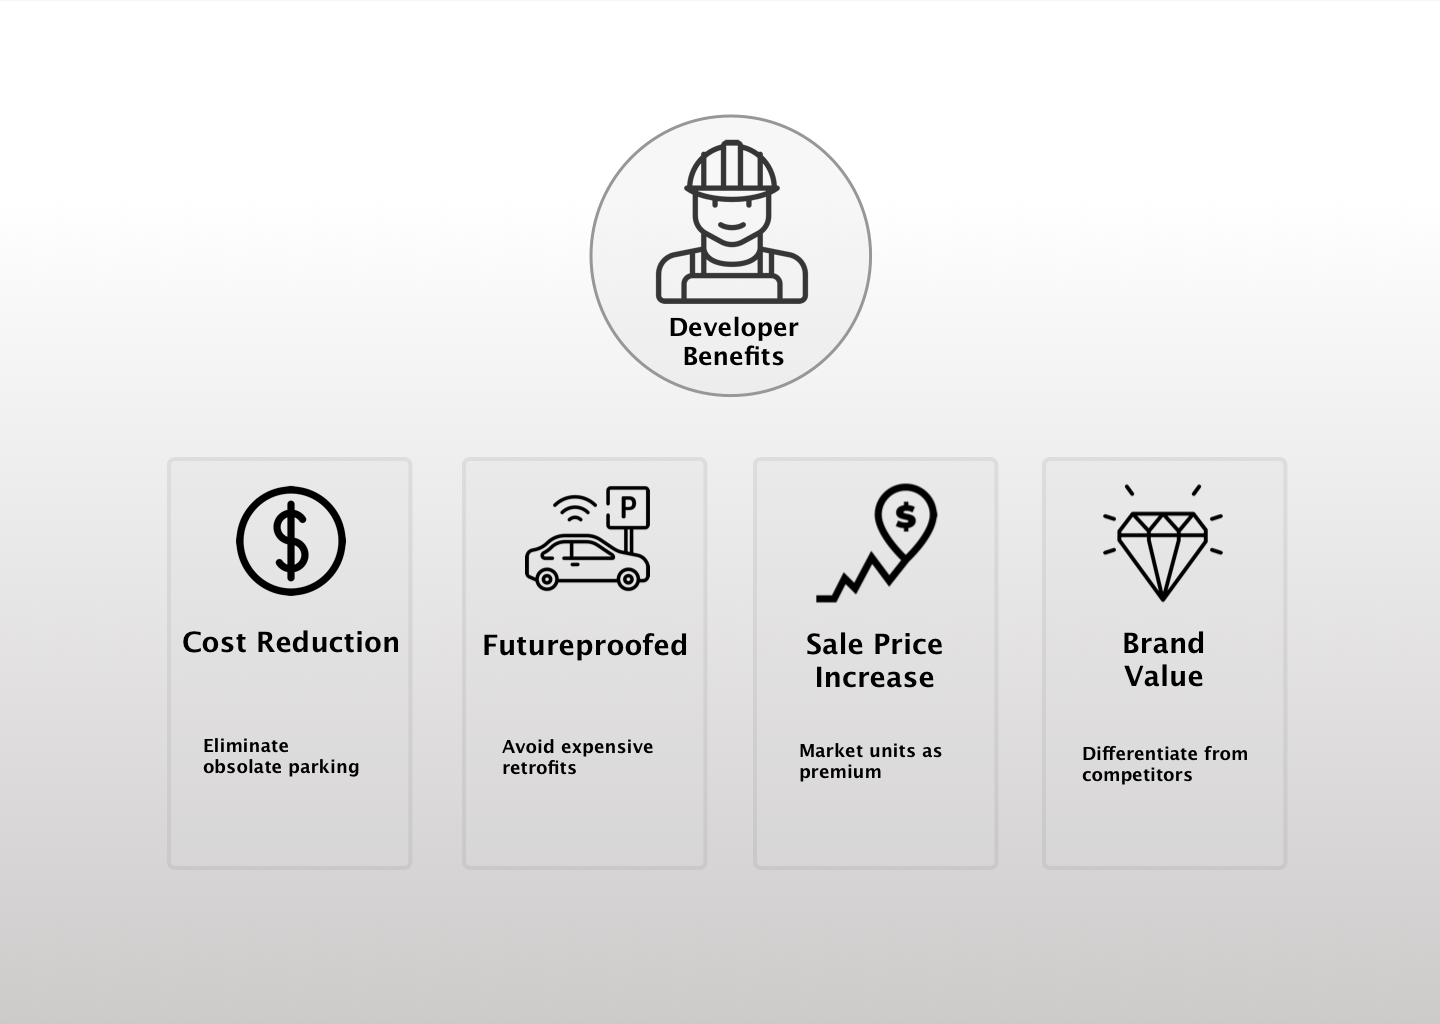 Developer
Benefits
$
P
$
Cost Reduction
Futureproofed
Sale Price
Increase
Brand
Value
Eliminate
obsolate parking
Avoid expensive
retrofits
Market units as
premium
Differentiate from
competitors